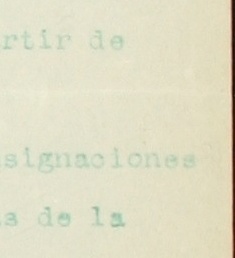 rtir de
signaciones
s de la